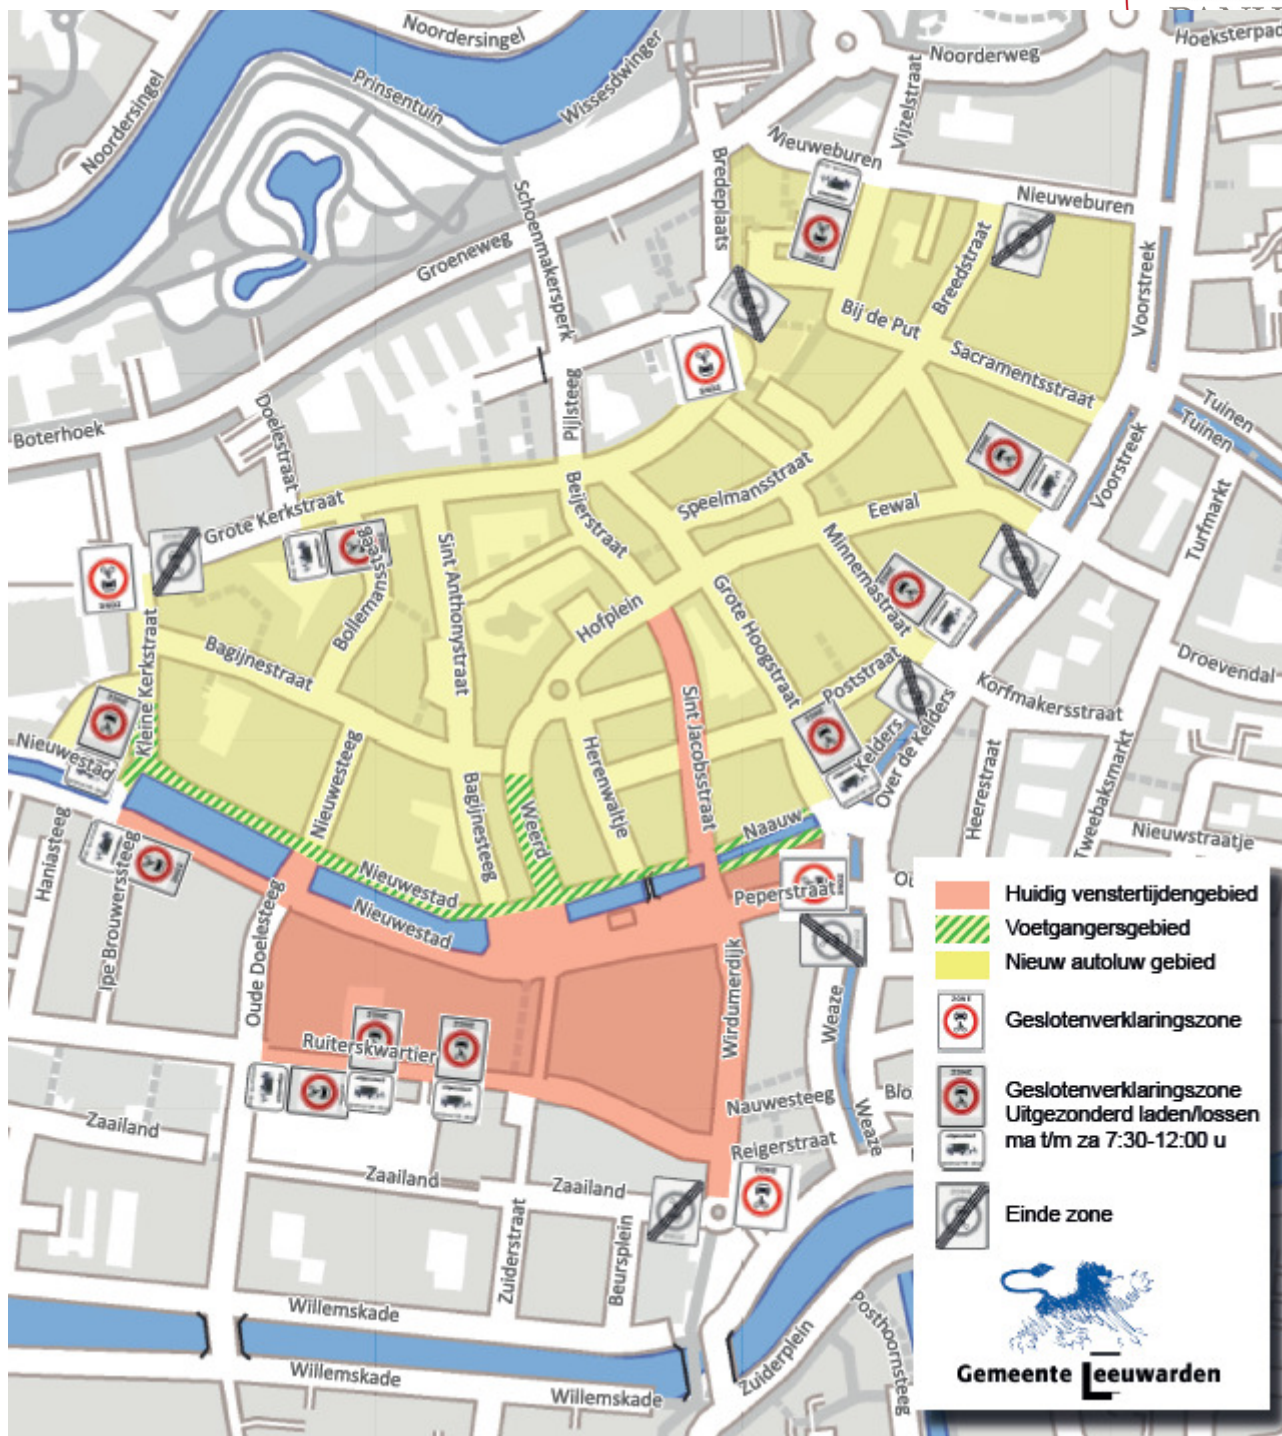 Noordersingel
Hoeksterpad
Noorderweg
Wissesdwinger
Prinsentuin
Noordersingel
Vijzelstraat
Nieuweburen
Bredeplaats
Nieuweburen
Schoenmakersperk
Groeneweg
Breedstraat
Voorstreek
Bij de Put
Sacramentsstraat
Pijlsteeg
Tuinen
Tuinen
Doelestraat
Boterhoek
Voorstreek
Speelmansstraat
Turfmarkt
Grote Kerkstraat
Beijerstraat
Eewal
Bollemanssteeg
Sint Anthonystraat
Minnemastraat
Hofplein
Grote Hoogstraat
Bagijnestraat
Kleine Kerkstraat
Poststraat
Droevendal
Korfmakersstraat
Sint Jacobsstraat
Nieuwestad
Nieuwesteeg
Herenwaltje
Kelders
Over de Kelders
Heerestraat
Tweebaksmarkt
Bagijnesteeg
Weerd
Naauw
Nieuwstraatje
Haniasteeg
Ipe Brouwerssteeg
Nieuwestad
Nieuwestad
Peperstraat
Oude Doelesteeg
Wirdumerdijk
Weaze
Ruiterskwartier
Nauwesteeg
Blo
Weaze
Zaailand
Reigerstraat
Zaailand
Zaailand
Zuiderstraat
Beursplein
Willemskade
Willemskade
Willemskade
Zuiderplein
Posthoornsteeg
Huidig venstertijdengebied
Voetgangersgebied
Nieuw autoluw gebied
ZONE
Geslotenverklaringszone
ZONE
Geslotenverklaringszone
Uitgezonderd laden/lossen
ma t/m za 7:30-12:00 u
Einde zone
Gemeente Leeuwarden